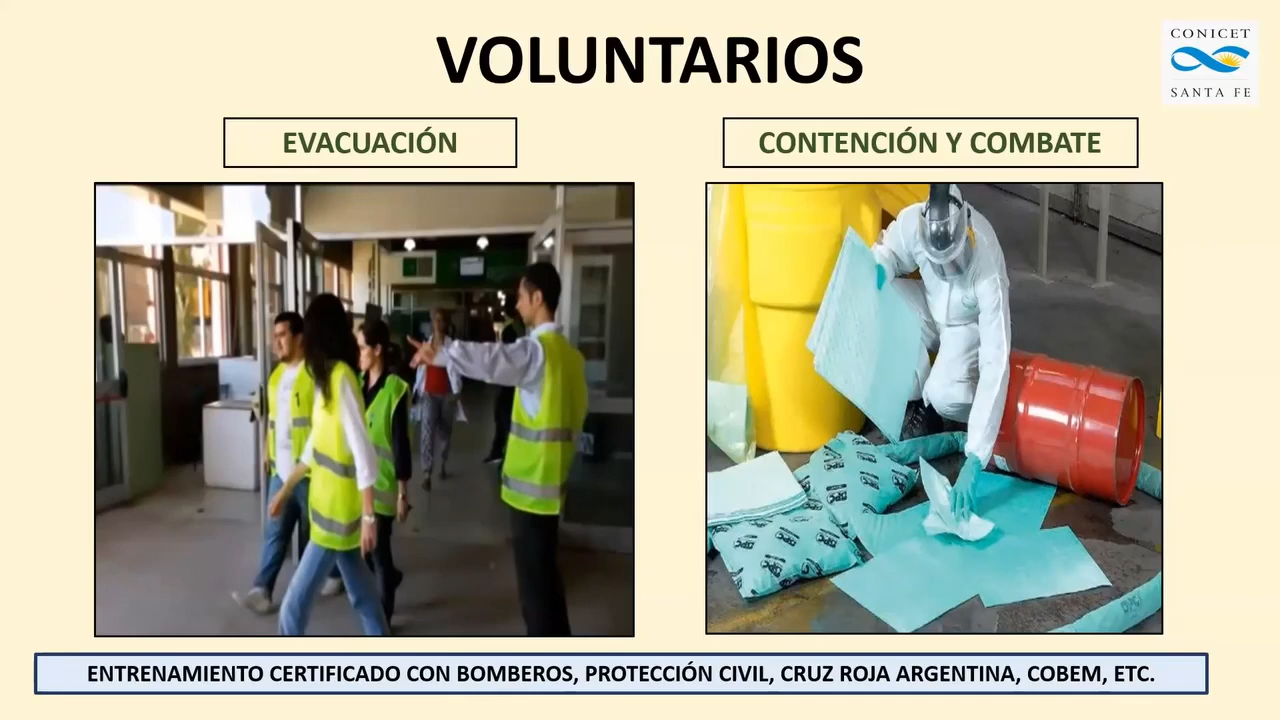 VOLUNTARIOS
CONICET
SANTA FE
EVACUACIÓN
CONTENCIÓN Y COMBATE
ENTRENAMIENTO CERTIFICADO CON BOMBEROS, PROTECCIÓN CIVIL, CRUZ ROJA ARGENTINA, COBEM, ETC.